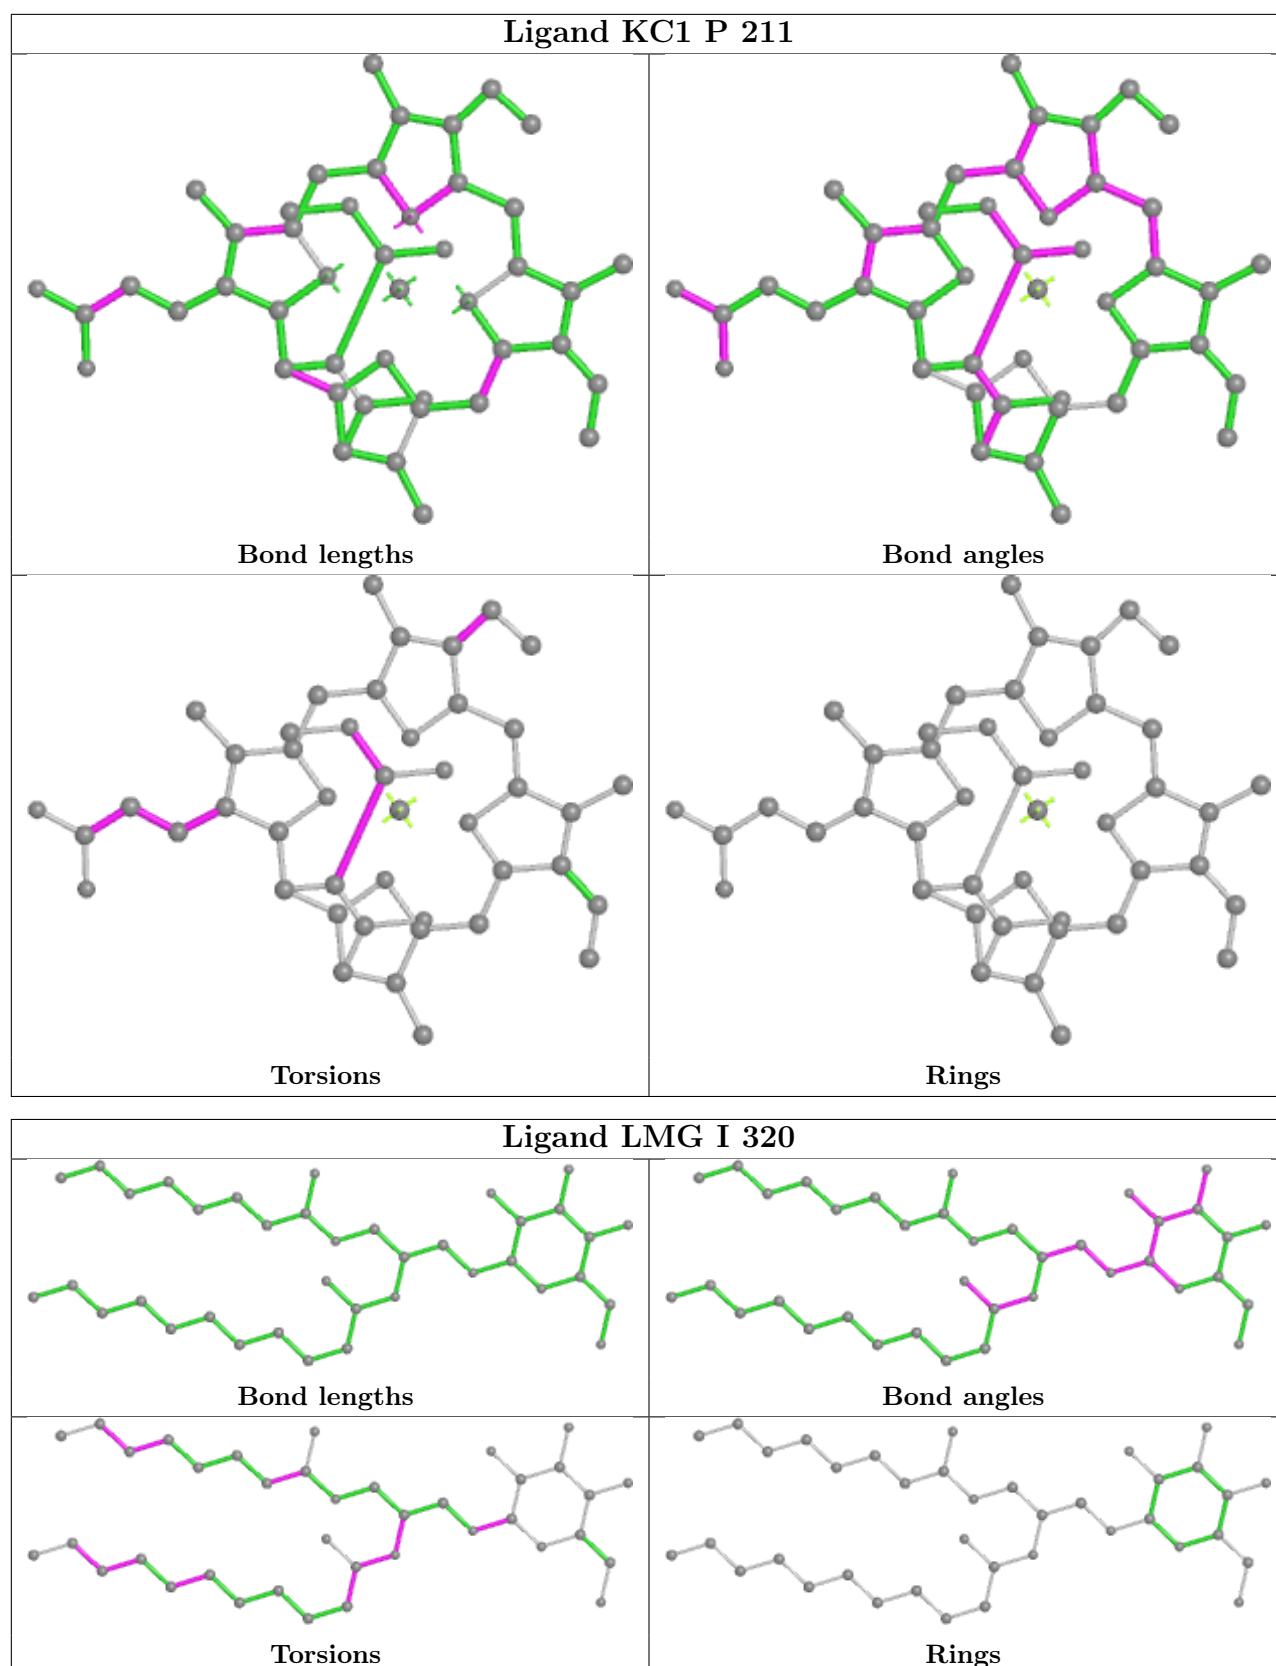 Ligand KC1 P 211
Bond lengths
Bond angles
Torsions
Rings
Ligand LMG I 320
Bond lengths
Bond angles
Torsions
Rings